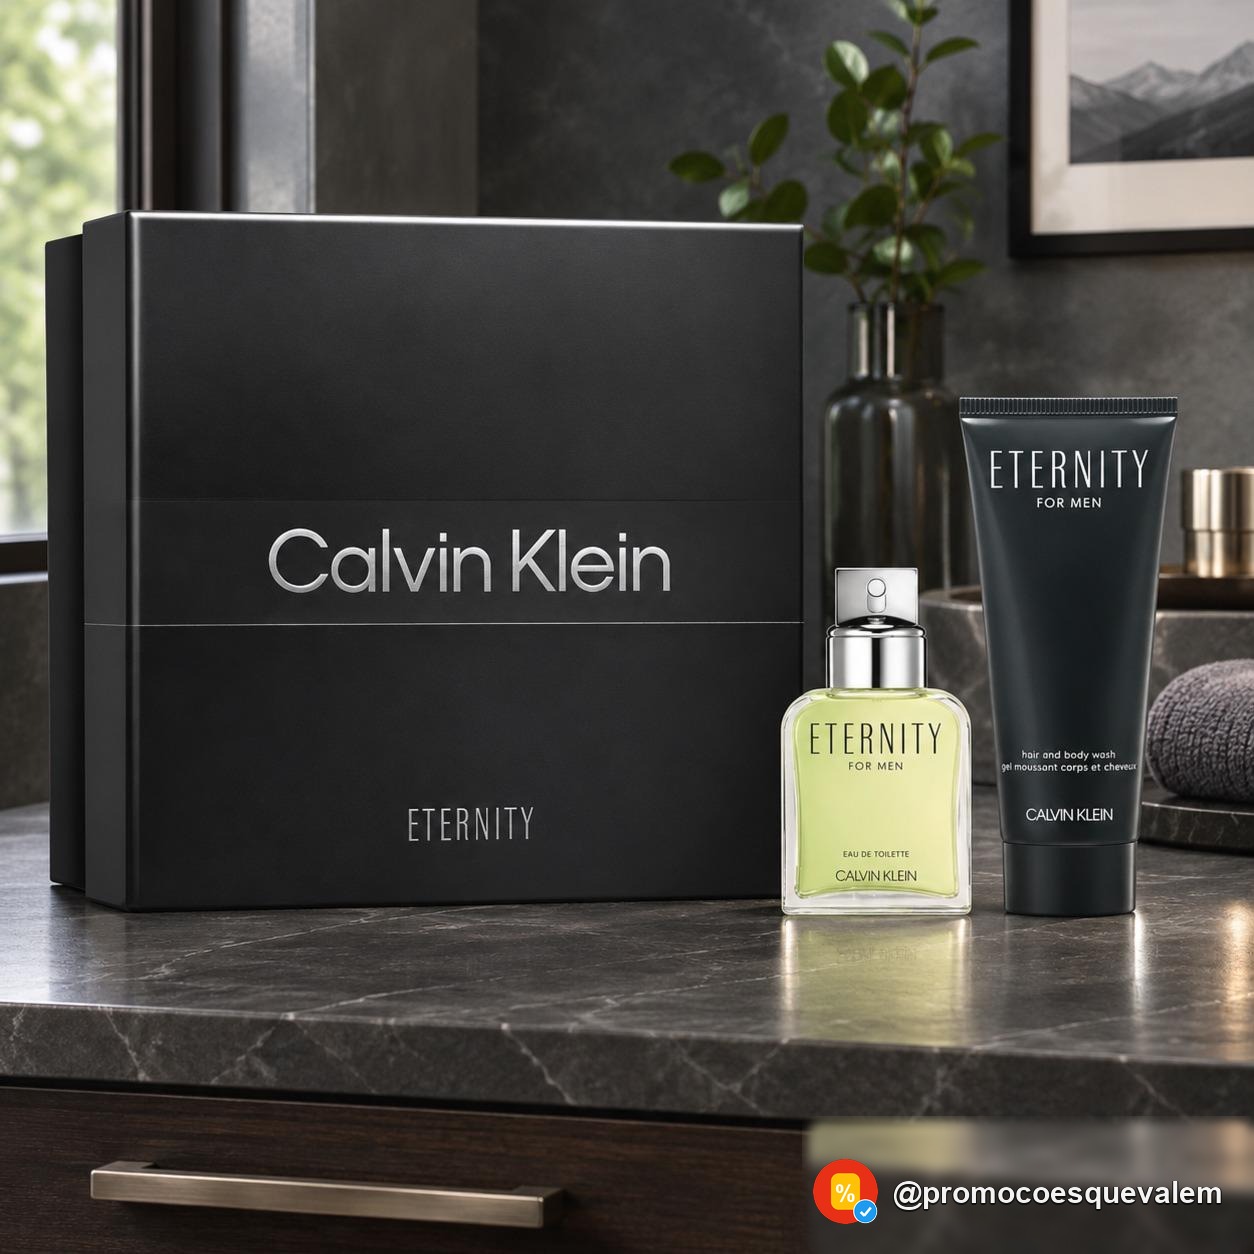 Calvin Klein
ETERNITY
ETERNITY
FOR MEN
EAU DE TOILETTE
CALVIN KLEIN
ETERNITY
FOR MEN
hair and body wash
gel moussant corps et cheveux
CALVIN KLEIN
%
@promocoesquevalem